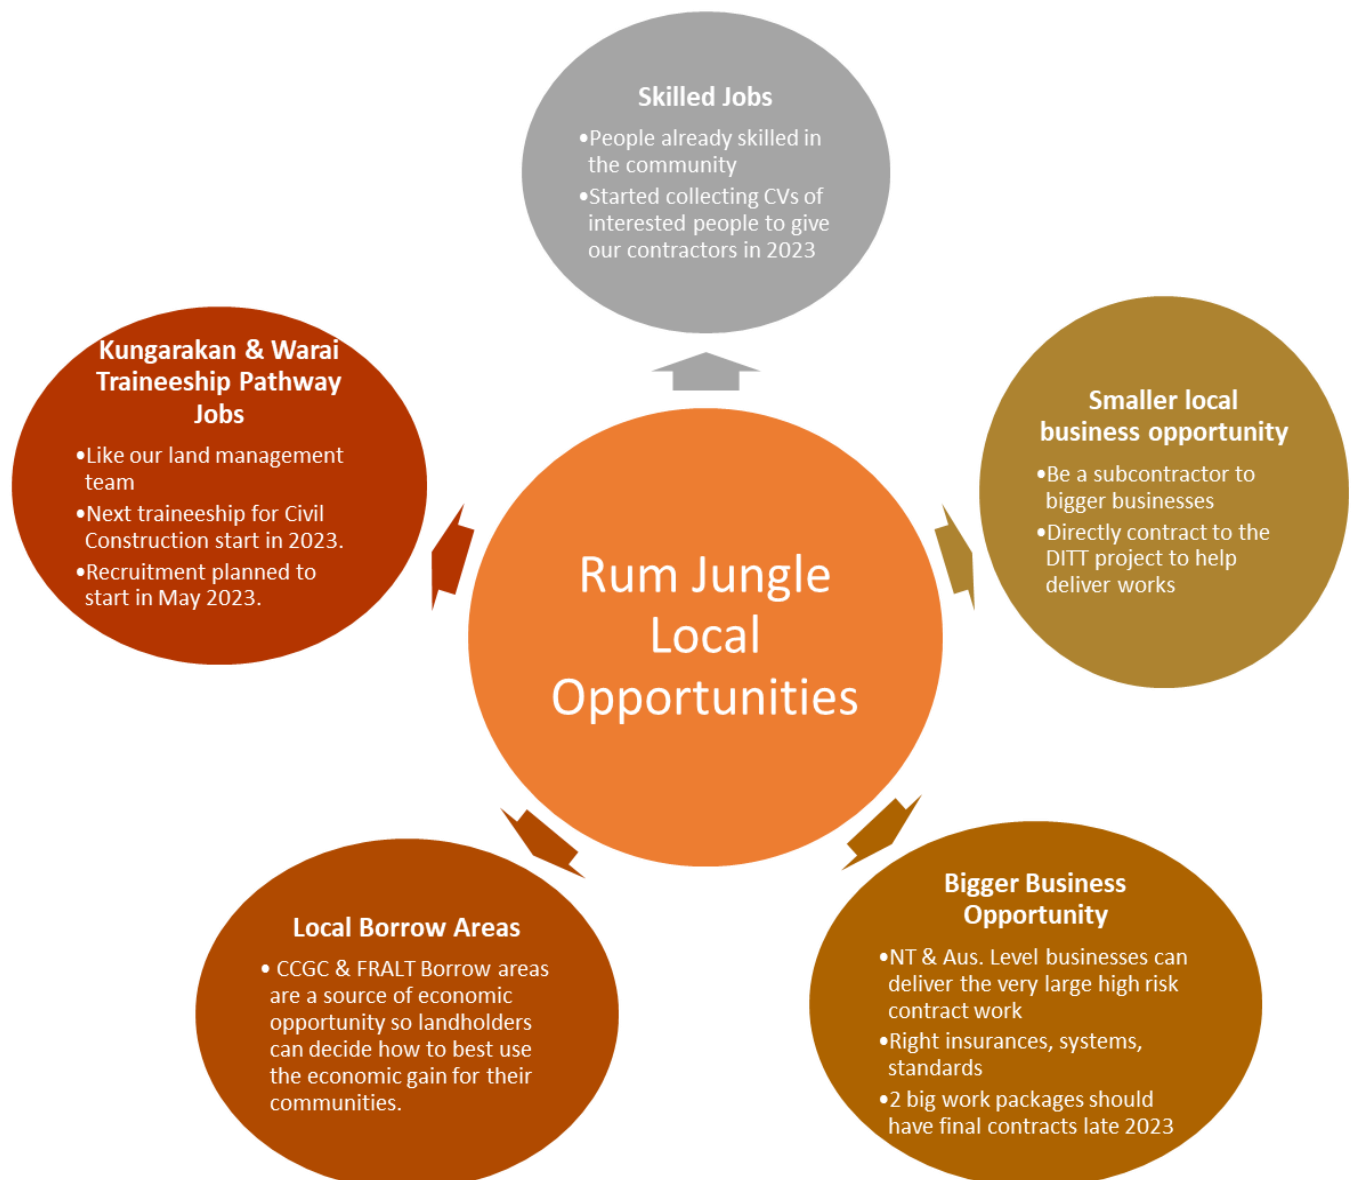 Skilled Jobs
•People already skilled in
the community
•Started collecting CVs of
interested people to give
our contractors in 2023
Kungarakan & Warai
Traineeship Pathway
Jobs
•Like our land management
team
•Next traineeship for Civil
Construction start in 2023.
•Recruitment planned to
start in May 2023.
Smaller local
business opportunity
•Be a subcontractor to
bigger businesses
•Directly contract to the
DITT project to help
deliver works
Rum Jungle
Local
Opportunities
Local Borrow Areas
• CCGC & FRALT Borrow areas
are a source of economic
opportunity so landholders
can decide how to best use
the economic gain for their
communities.
Bigger Business
Opportunity
•NT & Aus. Level businesses can
deliver the very large high risk
contract work
•Right insurances, systems,
standards
•2 big work packages should
have final contracts late 2023